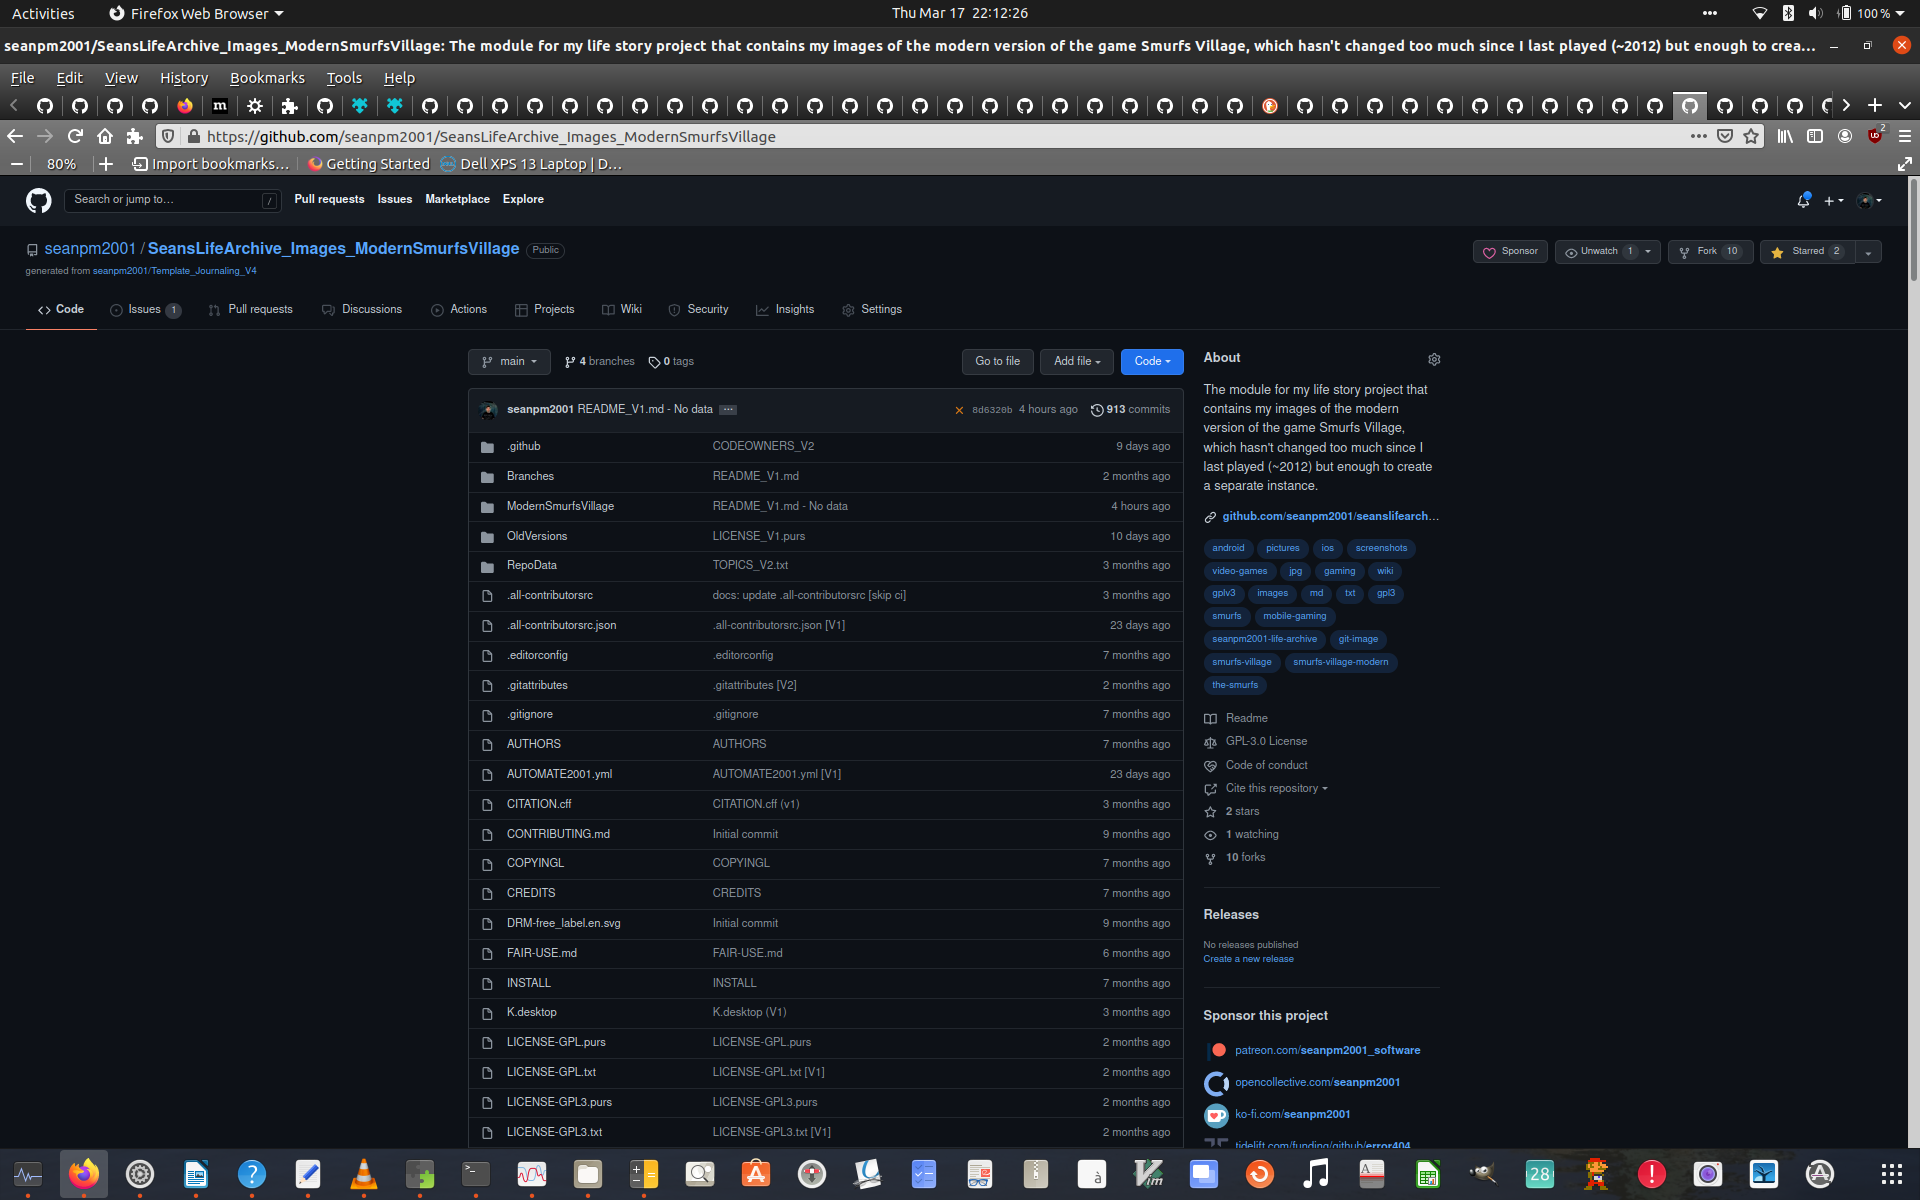 Activities Firefox Web Browser Thu Mar 17 22:12:26 100 %
seanpm2001/SeansLifeArchive_Images_ModernSmurfsVillage: The module for my life story project that contains my images of the modern version of the game Smurfs Village, which hasn't changed too much since I last played (~2012) but enough to crea…
File Edit View History Bookmarks Tools Help
https://github.com/seanpm2001/SeansLifeArchive_Images_ModernSmurfsVillage 2
80% Import bookmarks… Getting Started Dell XPS 13 Laptop | D…
Search or jump to… / Pull requests Issues Marketplace Explore
seanpm2001 / SeansLifeArchive_Images_ModernSmurfsVillage Public
Sponsor Unwatch 1 Fork 10 Starred 2
generated from seanpm2001/Template_Journaling_V4
Code Issues 1 Pull requests Discussions Actions Projects Wiki Security Insights Settings
main 4 branches 0 tags Go to file Add file Code
seanpm2001 README_V1.md - No data 8d6320b 4 hours ago 913 commits
.github CODEOWNERS_V2 9 days ago
Branches README_V1.md 2 months ago
ModernSmurfsVillage README_V1.md - No data 4 hours ago
OldVersions LICENSE_V1.purs 10 days ago
RepoData TOPICS_V2.txt 3 months ago
.all-contributorsrc docs: update .all-contributorsrc [skip ci] 3 months ago
.all-contributorsrc.json .all-contributorsrc.json [V1] 23 days ago
.editorconfig .editorconfig 7 months ago
.gitattributes .gitattributes [V2] 2 months ago
.gitignore .gitignore 7 months ago
AUTHORS AUTHORS 7 months ago
AUTOMATE2001.yml AUTOMATE2001.yml [V1] 23 days ago
CITATION.cff CITATION.cff (v1) 3 months ago
CONTRIBUTING.md Initial commit 9 months ago
COPYINGL COPYINGL 7 months ago
CREDITS CREDITS 7 months ago
DRM-free_label.en.svg Initial commit 9 months ago
FAIR-USE.md FAIR-USE.md 6 months ago
INSTALL INSTALL 7 months ago
K.desktop K.desktop (V1) 3 months ago
LICENSE-GPL.purs LICENSE-GPL.purs 2 months ago
LICENSE-GPL.txt LICENSE-GPL.txt [V1] 2 months ago
LICENSE-GPL3.purs LICENSE-GPL3.purs 2 months ago
LICENSE-GPL3.txt LICENSE-GPL3.txt [V1] 2 months ago
About
The module for my life story project that
contains my images of the modern
version of the game Smurfs Village,
which hasn't changed too much since I
last played (~2012) but enough to create
a separate instance.
github.com/seanpm2001/seanslifearch…
android pictures ios screenshots
video-games jpg gaming wiki
gplv3 images md txt gpl3
smurfs mobile-gaming
seanpm2001-life-archive git-image
smurfs-village smurfs-village-modern
the-smurfs
Readme
GPL-3.0 License
Code of conduct
Cite this repository
2 stars
1 watching
10 forks
Releases
No releases published
Create a new release
Sponsor this project
patreon.com/seanpm2001_software
opencollective.com/seanpm2001
ko-fi.com/seanpm2001
tidelift.com/funding/github/error404
28